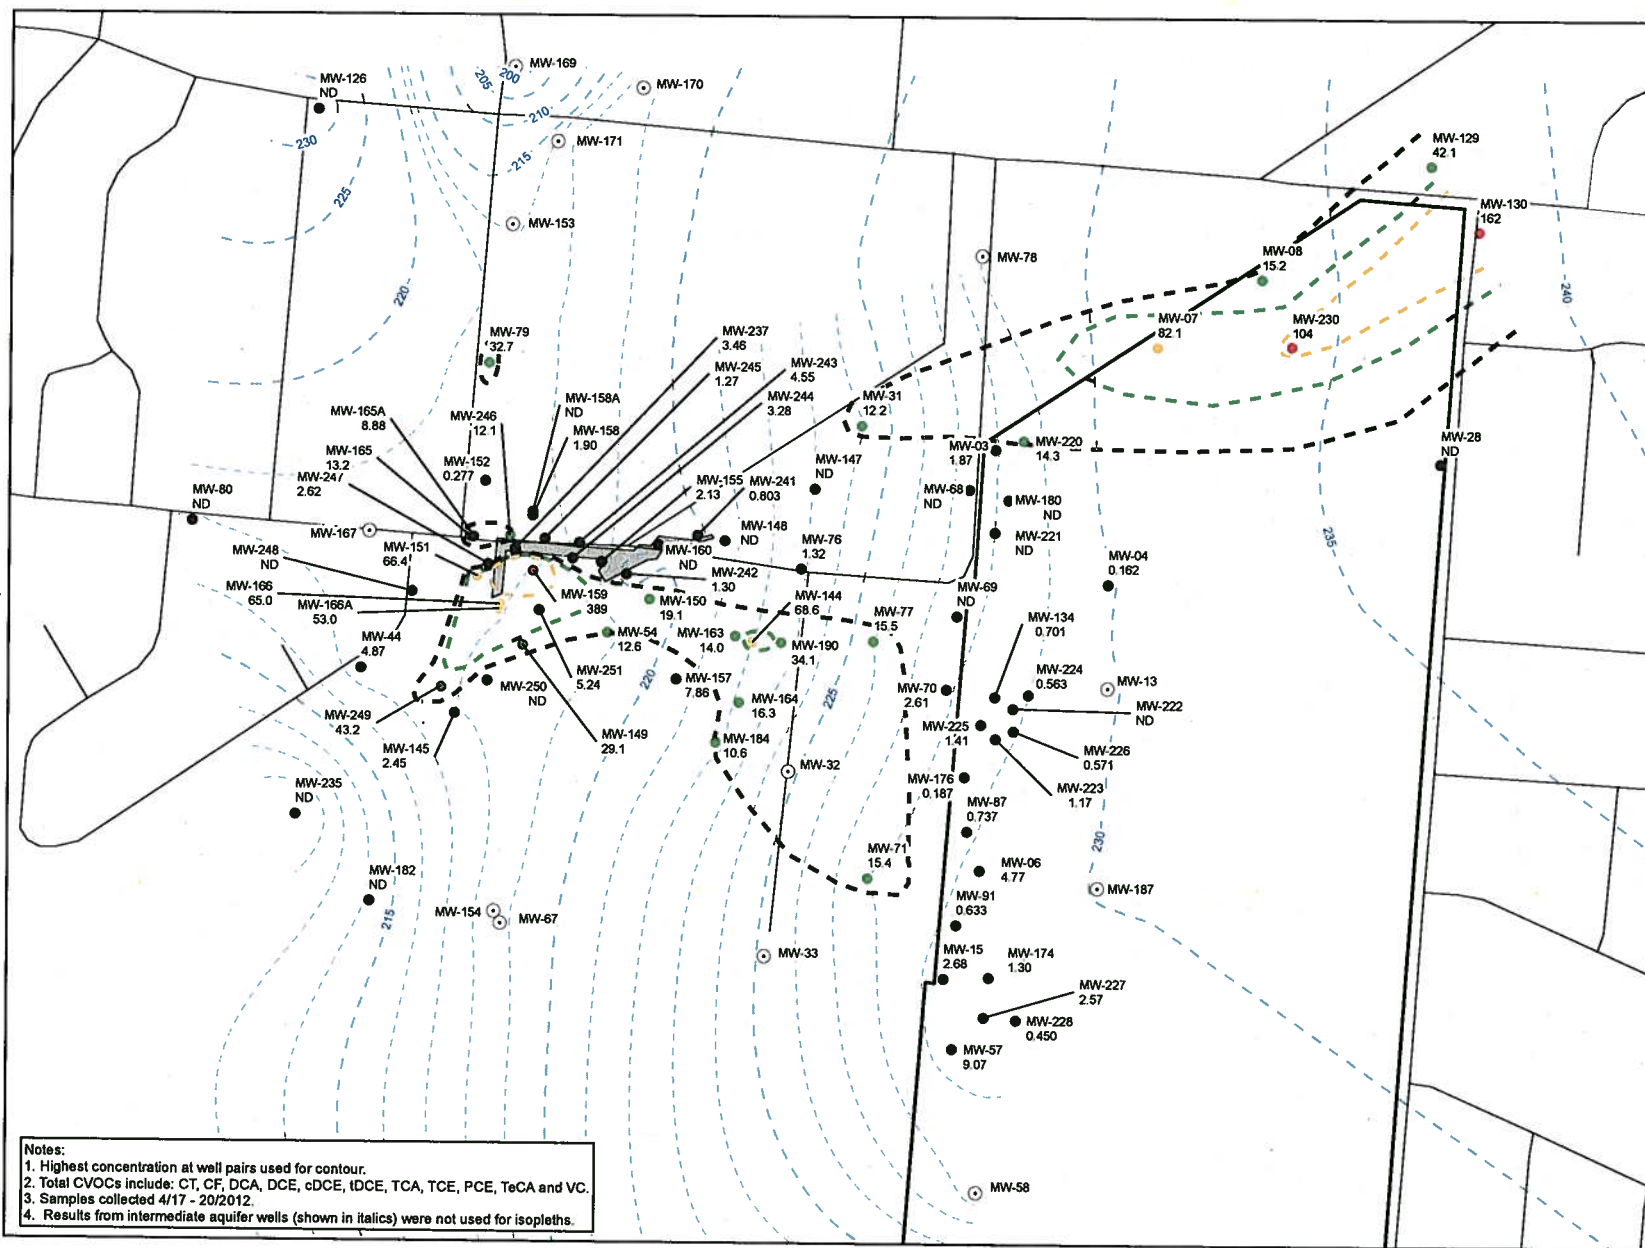 MW-126
ND
MW-169
205
200
MW-170
210
230
215
MW-171
225
MW-153
220
MW-129
42.1
MW-130
162
MW-78
MW-08
15.2
240
MW-07
82.1
MW-230
104
MW-79
32.7
MW-237
3.46
MW-245
1.27
MW-243
4.55
MW-244
3.28
MW-158A
ND
MW-158
1.90
MW-165A
8.88
MW-246
12.1
MW-31
12.2
MW-165
13.2
MW-152
0.277
MW-247
2.62
MW-155
2.13
MW-241
0.803
MW-147
ND
MW-03
1.87
MW-220
14.3
MW-28
ND
MW-80
ND
MW-68
ND
MW-180
ND
MW-167
MW-148
ND
MW-221
ND
235
MW-151
66.4
MW-160
ND
MW-76
1.32
MW-248
ND
MW-04
0.162
MW-166
65.0
MW-166A
53.0
MW-159
389
MW-242
1.30
MW-150
19.1
MW-144
68.6
MW-69
ND
MW-77
15.5
MW-134
0.701
MW-44
4.87
MW-54
12.6
MW-163
14.0
MW-190
34.1
MW-251
5.24
220
MW-157
7.86
225
MW-224
0.563
MW-13
MW-250
ND
MW-164
16.3
MW-70
2.61
MW-222
ND
MW-249
43.2
MW-225
1.41
MW-149
29.1
MW-184
10.6
MW-226
0.571
MW-145
2.45
MW-32
MW-176
0.187
MW-223
1.17
MW-235
ND
MW-87
0.737
230
MW-71
15.4
MW-06
4.77
MW-182
ND
MW-187
215
MW-154
MW-67
MW-91
0.633
MW-33
MW-15
2.68
MW-174
1.30
MW-227
2.57
MW-228
0.450
MW-57
9.07
MW-58
Notes:
1. Highest concentration at well pairs used for contour.
2. Total CVOCs include: CT, CF, DCA, DCE, cDCE, tDCE, TCA, TCE, PCE, TeCA and VC.
3. Samples collected 4/17 - 20/2012.
4. Results from intermediate aquifer wells (shown in italics) were not used for isopleths.